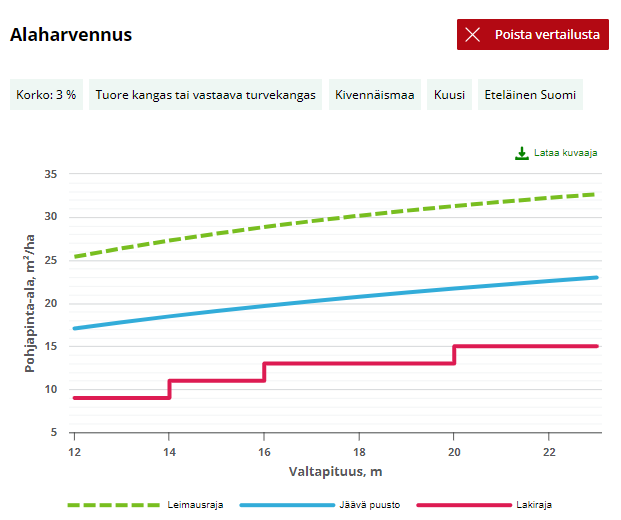 Alaharvennus
Poista vertailusta
Korko: 3 %
Tuore kangas tai vastaava turvekangas
Kivennäismaa
Kuusi
Eteläinen Suomi
Lataa kuvaaja
Pohjapinta-ala, m²/ha
35
30
25
20
15
10
5
12 14 16 18 20 22
Valtapituus, m
Leimausraja Jäävä puusto Lakiraja